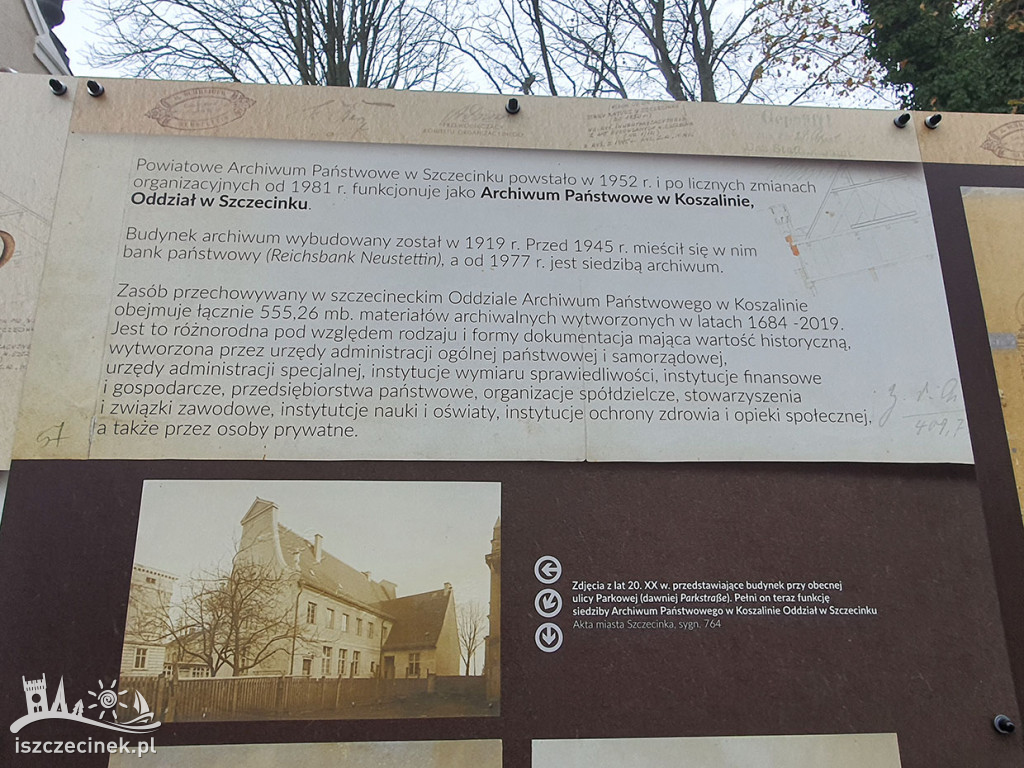 Powiatowe Archiwum Państwowe w Szczecinku powstało w 1952 r. i po licznych zmianach
organizacyjnych od 1981 r. funkcjonuje jako Archiwum Państwowe w Koszalinie,
Oddział w Szczecinku.
Budynek archiwum wybudowany został w 1919 r. Przed 1945 r. mieścił się w nim
bank państwowy (Reichsbank Neustettin), a od 1977 r. jest siedzibą archiwum.
Zasób przechowywany w szczecineckim Oddziale Archiwum Państwowego w Koszalinie
obejmuje łącznie 555,26 mb. materiałów archiwalnych wytworzonych w latach 1684 -2019.
Jest to różnorodna pod względem rodzaju i formy dokumentacja mająca wartość historyczną,
wytworzona przez urzędy administracji ogólnej państwowej i samorządowej,
urzędy administracji specjalnej, instytucje wymiaru sprawiedliwości, instytucje finansowe
i gospodarcze, przedsiębiorstwa państwowe, organizacje spółdzielcze, stowarzyszenia
i związki zawodowe, instytutcje nauki i oświaty, instytucje ochrony zdrowia i opieki społecznej,
a także przez osoby prywatne.
57
Zdjęcia z lat 20. XX w. przedstawiające budynek przy obecnej
ulicy Parkowej (dawniej Parkstraße). Pełni on teraz funkcję
siedziby Archiwum Państwowego w Koszalinie Oddział w Szczecinku
Akta miasta Szczecinka, sygn. 764
iszczecinek.pl